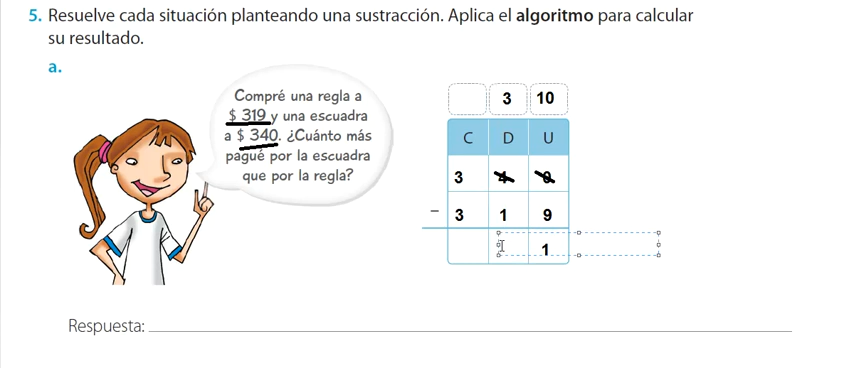 5. Resuelve cada situación planteando una sustracción. Aplica el algoritmo para calcular
su resultado.
a.
Compré una regla a
$ 319 y una escuadra
a $ 340. ¿Cuánto más
pagué por la escuadra
que por la regla?
3 10
C D U
3 4 0
− 3 1 9
1
Respuesta: